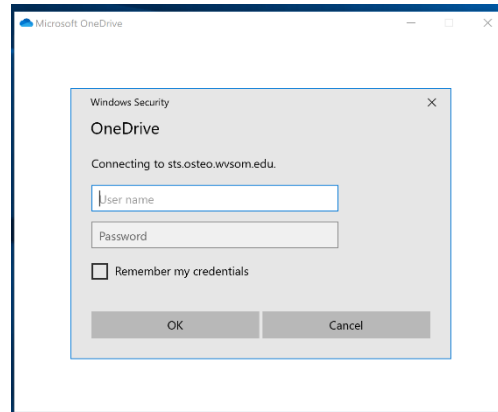 Microsoft OneDrive
Windows Security
OneDrive
Connecting to sts.osteo.wvsom.edu.
User name
Password
Remember my credentials
OK Cancel